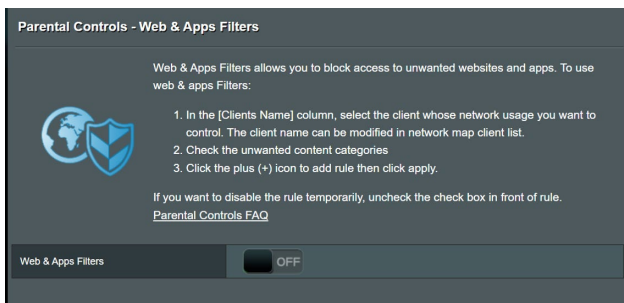 Parental Controls - Web & Apps Filters
Web & Apps Filters allows you to block access to unwanted websites and apps. To use
web & apps Filters:
1. In the [Clients Name] column, select the client whose network usage you want to
control. The client name can be modified in network map client list.
2. Check the unwanted content categories
3. Click the plus (+) icon to add rule then click apply.
If you want to disable the rule temporarily, uncheck the check box in front of rule.
Parental Controls FAQ
Web & Apps Filters
OFF